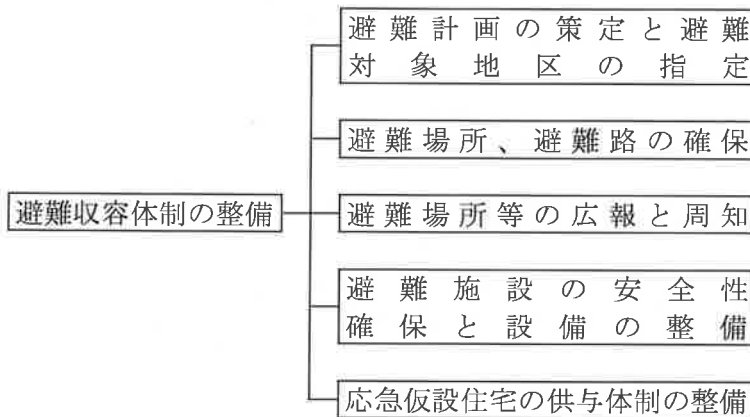 避難収容体制の整備
避難計画の策定と避難
対象地区の指定
避難場所、避難路の確保
避難場所等の広報と周知
避難施設の安全性
確保と設備の整備
応急仮設住宅の供与体制の整備